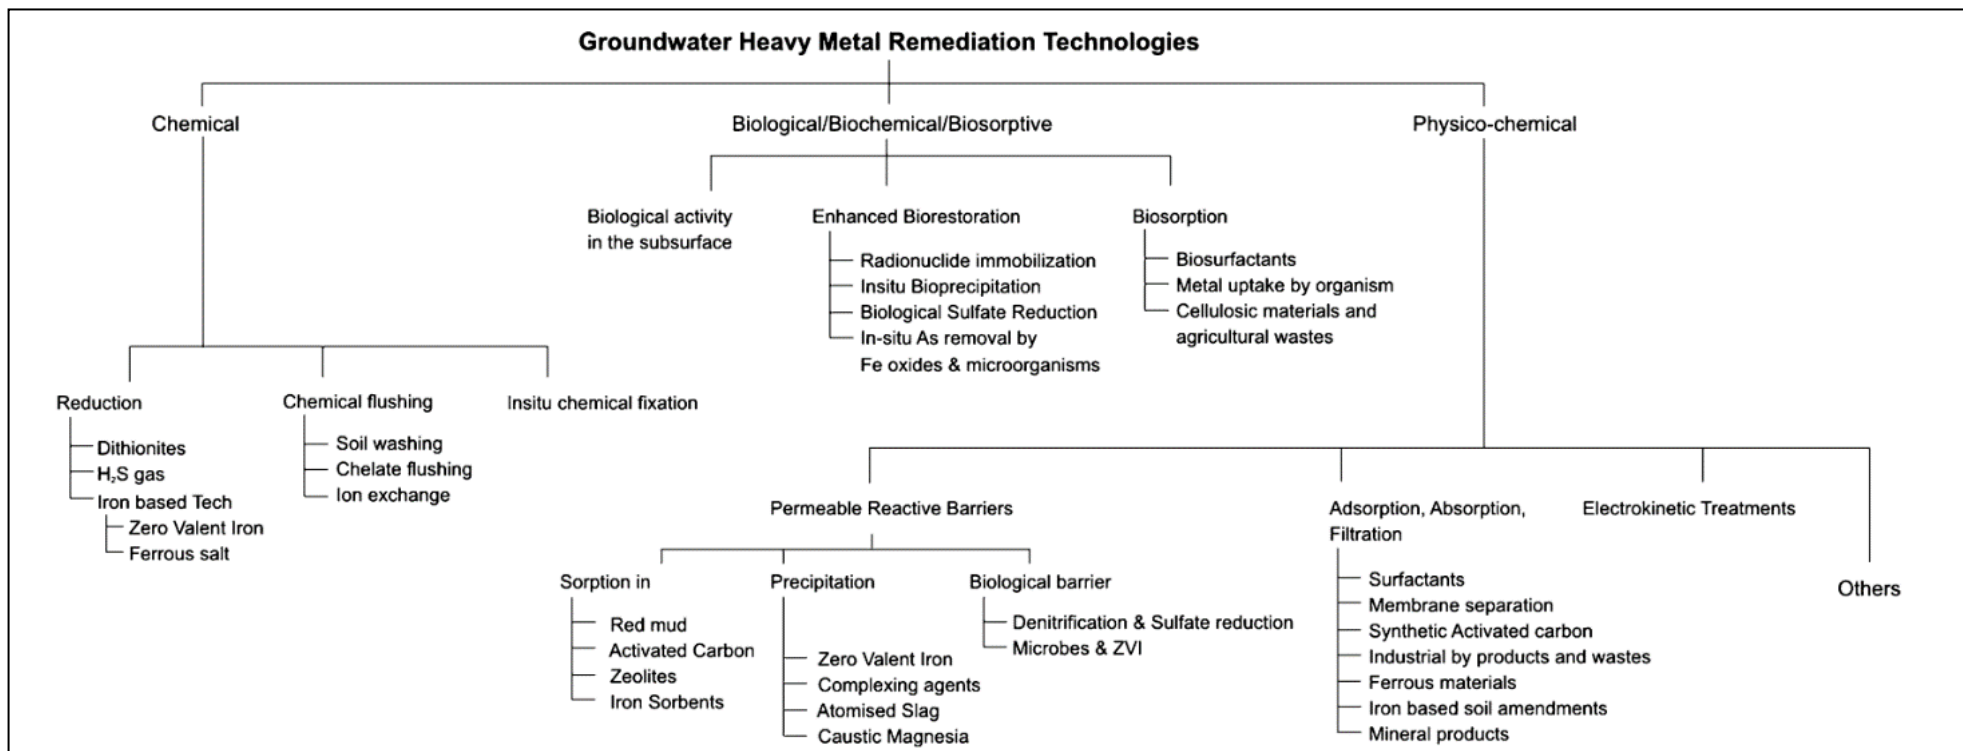 Groundwater Heavy Metal Remediation Technologies
Chemical
Biological/Biochemical/Biosorptive
Physico-chemical
Biological activity
in the subsurface
Enhanced Biorestoration
Radionuclide immobilization
Insitu Bioprecipitation
Biological Sulfate Reduction
In-situ As removal by
Fe oxides & microorganisms
Biosorption
Biosurfactants
Metal uptake by organism
Cellulosic materials and
agricultural wastes
Reduction
Dithionites
H₂S gas
Iron based Tech
Zero Valent Iron
Ferrous salt
Chemical flushing
Soil washing
Chelate flushing
Ion exchange
Insitu chemical fixation
Permeable Reactive Barriers
Sorption in
Red mud
Activated Carbon
Zeolites
Iron Sorbents
Precipitation
Zero Valent Iron
Complexing agents
Atomised Slag
Caustic Magnesia
Biological barrier
Denitrification & Sulfate reduction
Microbes & ZVI
Adsorption, Absorption,
Filtration
Surfactants
Membrane separation
Synthetic Activated carbon
Industrial by products and wastes
Ferrous materials
Iron based soil amendments
Mineral products
Electrokinetic Treatments
Others